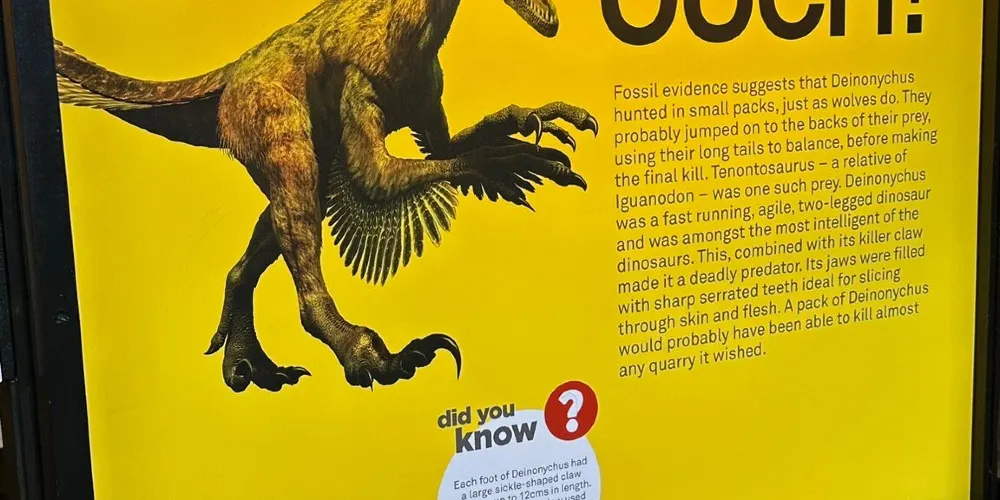 Ouch!
Fossil evidence suggests that Deinonychus
hunted in small packs, just as wolves do. They
probably jumped on to the backs of their prey,
using their long tails to balance, before making
the final kill. Tenontosaurus – a relative of
Iguanodon – was one such prey. Deinonychus
was a fast running, agile, two-legged dinosaur
and was amongst the most intelligent of the
dinosaurs. This, combined with its killer claw
made it a deadly predator. Its jaws were filled
with sharp serrated teeth ideal for slicing
through skin and flesh. A pack of Deinonychus
would probably have been able to kill almost
any quarry it wished.
did you
know ?
Each foot of Deinonychus had
a large sickle-shaped claw
up to 12cms in length.
used